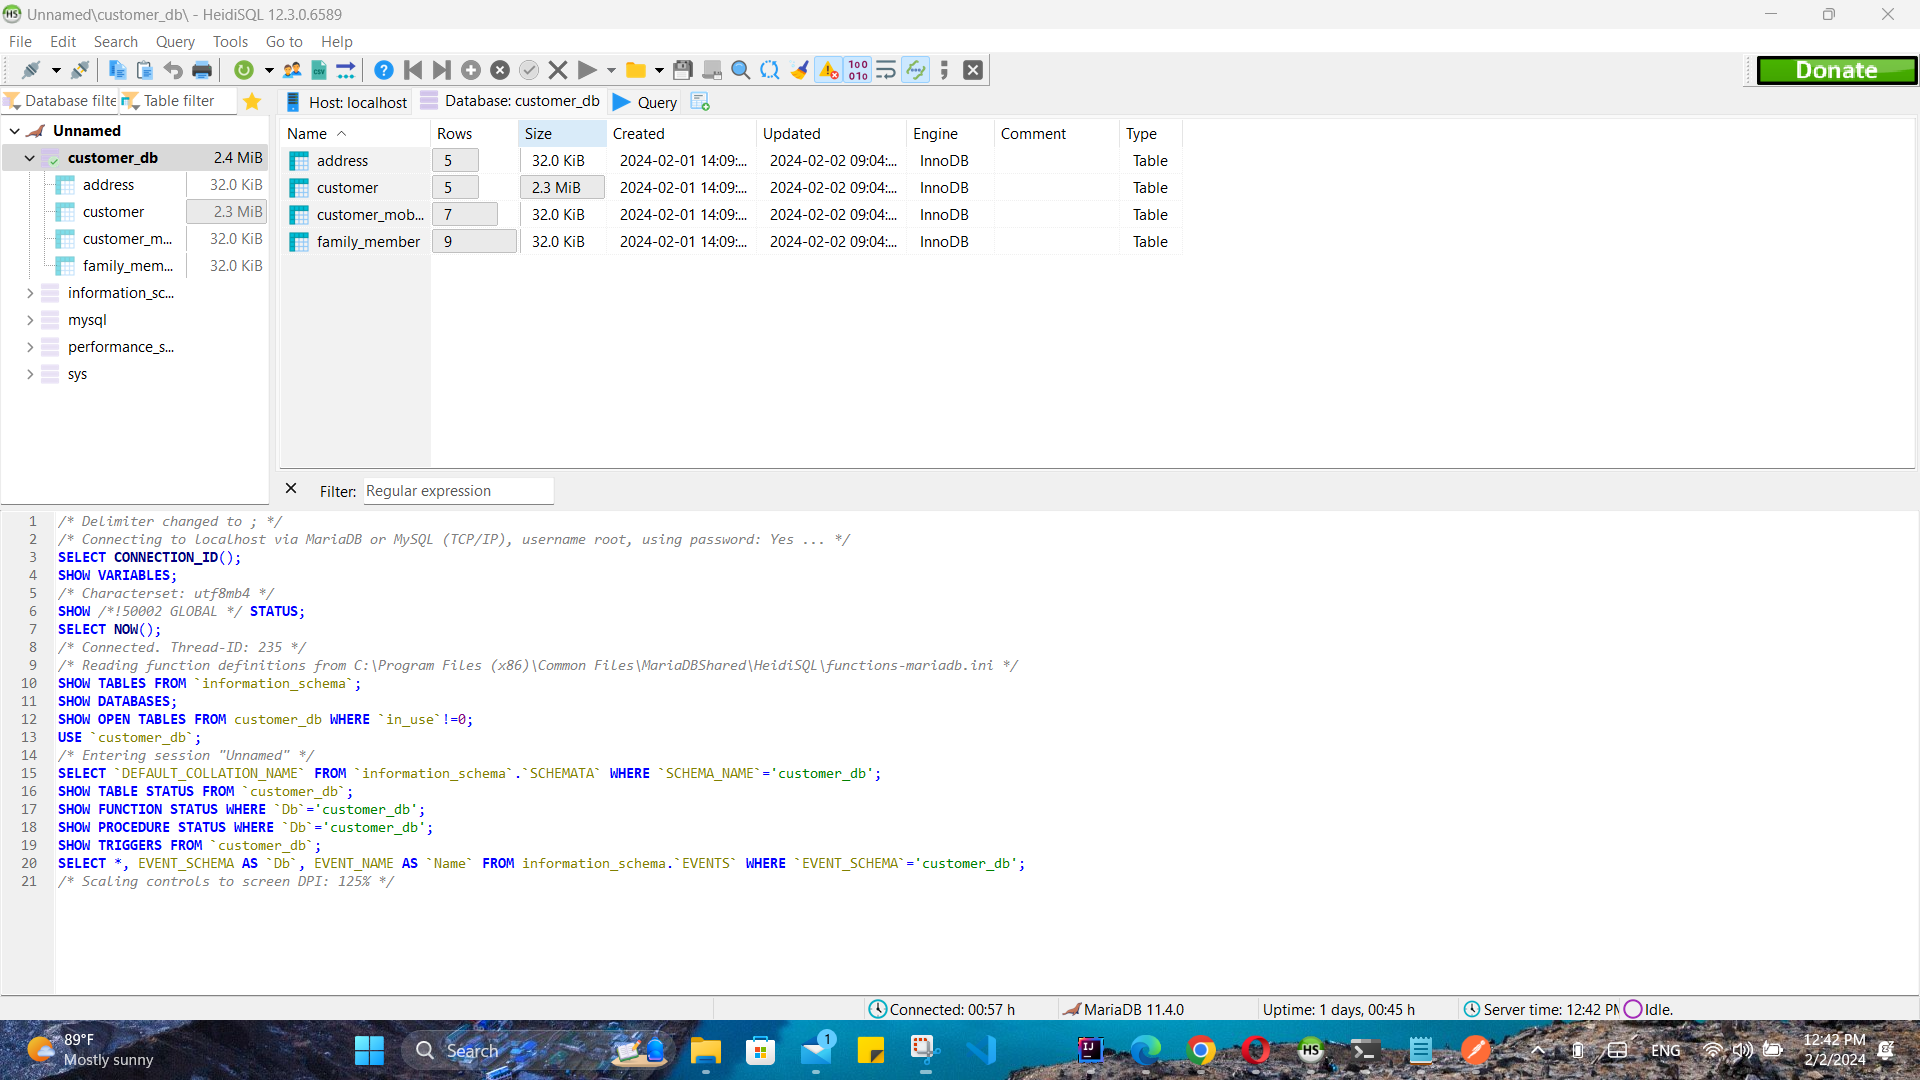 Unnamed\customer_db\ - HeidiSQL 12.3.0.6589
File Edit Search Query Tools Go to Help
Donate
Database filte Table filter
Host: localhost Database: customer_db Query
Unnamed
customer_db 2.4 MiB
address 32.0 KiB
customer 2.3 MiB
customer_m... 32.0 KiB
family_mem... 32.0 KiB
information_sc...
mysql
performance_s...
sys
Name Rows Size Created Updated Engine Comment Type
address 5 32.0 KiB 2024-02-01 14:09:... 2024-02-02 09:04:... InnoDB Table
customer 5 2.3 MiB 2024-02-01 14:09:... 2024-02-02 09:04:... InnoDB Table
customer_mob... 7 32.0 KiB 2024-02-01 14:09:... 2024-02-02 09:04:... InnoDB Table
family_member 9 32.0 KiB 2024-02-01 14:09:... 2024-02-02 09:04:... InnoDB Table
Filter: Regular expression
1 /* Delimiter changed to ; */
2 /* Connecting to localhost via MariaDB or MySQL (TCP/IP), username root, using password: Yes ... */
3 SELECT CONNECTION_ID();
4 SHOW VARIABLES;
5 /* Characterset: utf8mb4 */
6 SHOW /*!50002 GLOBAL */ STATUS;
7 SELECT NOW();
8 /* Connected. Thread-ID: 235 */
9 /* Reading function definitions from C:\Program Files (x86)\Common Files\MariaDBShared\HeidiSQL\functions-mariadb.ini */
10 SHOW TABLES FROM `information_schema`;
11 SHOW DATABASES;
12 SHOW OPEN TABLES FROM customer_db WHERE `in_use`!=0;
13 USE `customer_db`;
14 /* Entering session "Unnamed" */
15 SELECT `DEFAULT_COLLATION_NAME` FROM `information_schema`.`SCHEMATA` WHERE `SCHEMA_NAME`='customer_db';
16 SHOW TABLE STATUS FROM `customer_db`;
17 SHOW FUNCTION STATUS WHERE `Db`='customer_db';
18 SHOW PROCEDURE STATUS WHERE `Db`='customer_db';
19 SHOW TRIGGERS FROM `customer_db`;
20 SELECT *, EVENT_SCHEMA AS `Db`, EVENT_NAME AS `Name` FROM information_schema.`EVENTS` WHERE `EVENT_SCHEMA`='customer_db';
21 /* Scaling controls to screen DPI: 125% */
Connected: 00:57 h MariaDB 11.4.0 Uptime: 1 days, 00:45 h Server time: 12:42 PM Idle.
89°F
Mostly sunny
Search
1
ENG
12:42 PM
2/2/2024